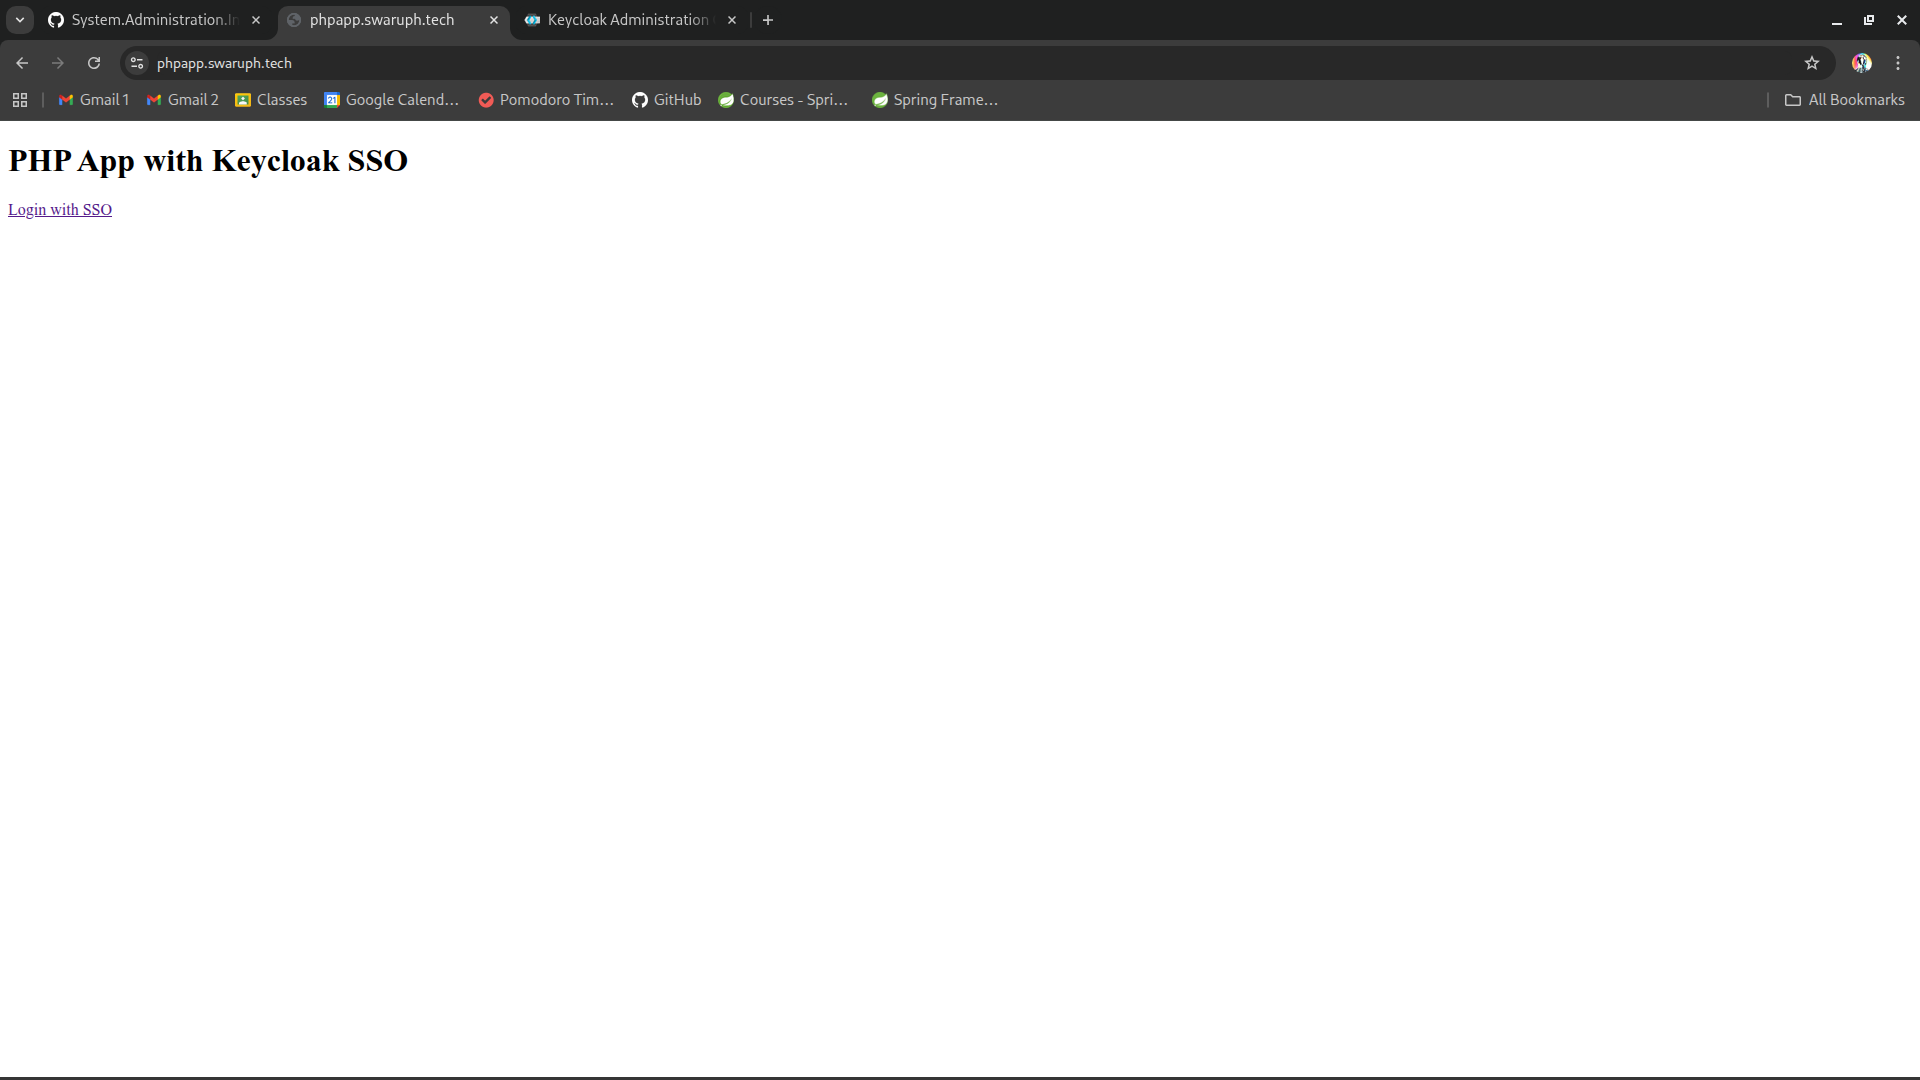 System.Administration.In
phpapp.swaruph.tech
Keycloak Administration
phpapp.swaruph.tech
Gmail 1
Gmail 2
Classes
Google Calend...
Pomodoro Tim...
GitHub
Courses - Spri...
Spring Frame...
All Bookmarks
PHP App with Keycloak SSO
Login with SSO